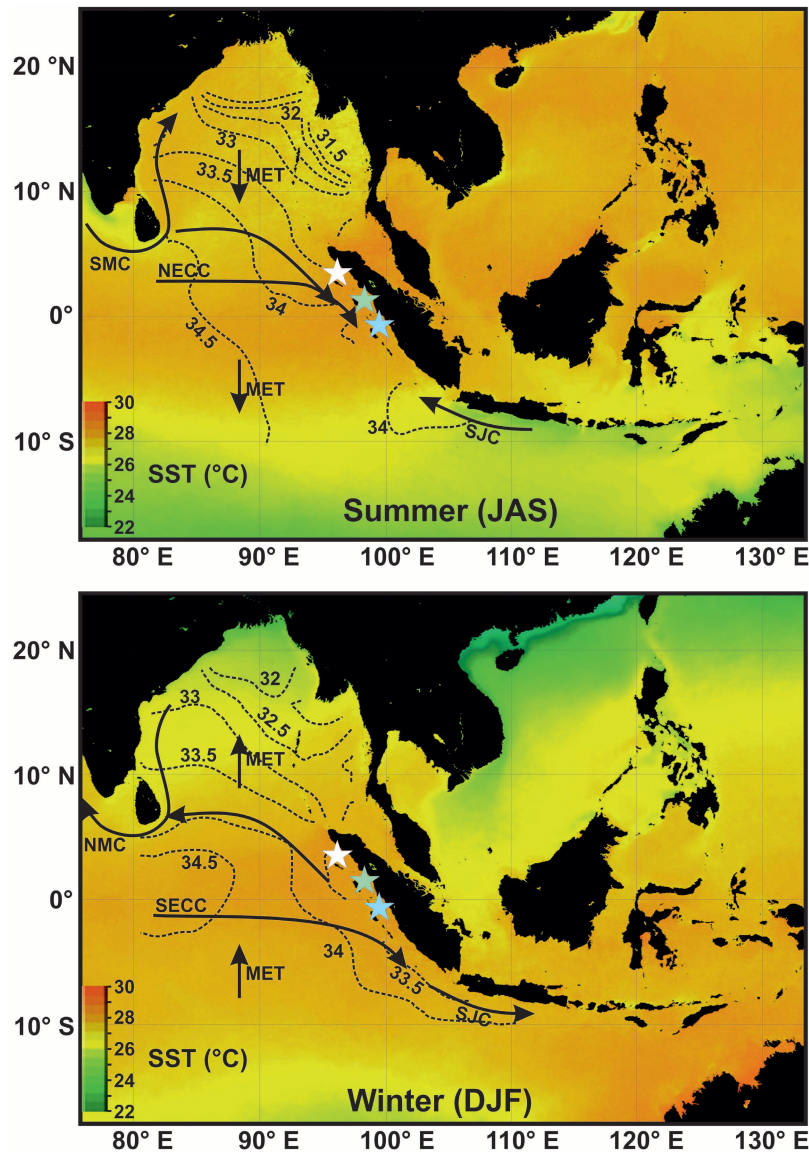 20 °N
32
33
31.5
33.5
MET
10° N
SMC
NECC
0°
34
34.5
MET
30
28
26
24
22
34
SJC
10° S
SST (°C)
Summer (JAS)
80° E 90° E 100° E 110° E 120° E 130° E
20° N
32
33
32.5
33.5
MET
10° N
NMC
34.5
0°
SECC
34
33.5
MET
30
28
26
24
22
SJC
10° S
SST (°C)
Winter (DJF)
80° E 90° E 100° E 110° E 120° E 130° E